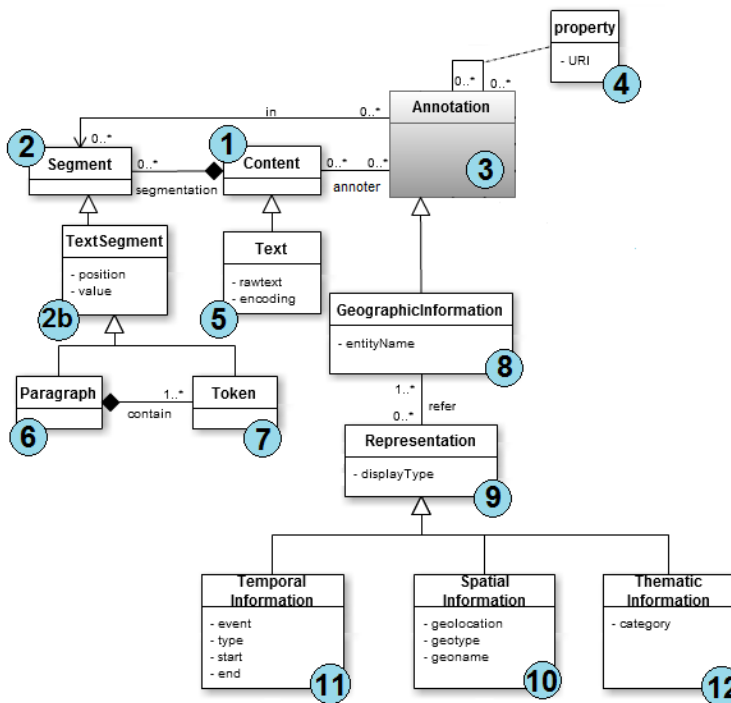 property
- URI
4
0..*
0..*
Annotation
3
in
0..*
0..*
2
Segment
0..*
segmentation
1
Content
0..*
0..*
annoter
TextSegment
- position
- value
2b
Text
- rawtext
- encoding
5
GeographicInformation
- entityName
8
Paragraph
6
1..*
contain
Token
7
1..*
refer
0..*
Representation
- displayType
9
Temporal
Information
- event
- type
- start
- end
11
Spatial
Information
- geolocation
- geotype
- geoname
10
Thematic
Information
- category
12